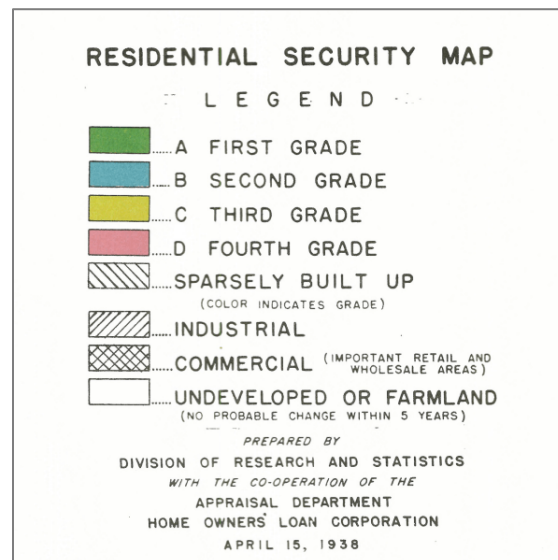 RESIDENTIAL SECURITY MAP
LEGEND
A FIRST GRADE
B SECOND GRADE
C THIRD GRADE
D FOURTH GRADE
SPARSELY BUILT UP
(COLOR INDICATES GRADE)
INDUSTRIAL
COMMERCIAL (IMPORTANT RETAIL AND WHOLESALE AREAS)
UNDEVELOPED OR FARMLAND
(NO PROBABLE CHANGE WITHIN 5 YEARS)
PREPARED BY
DIVISION OF RESEARCH AND STATISTICS
WITH THE CO-OPERATION OF THE
APPRAISAL DEPARTMENT
HOME OWNERS' LOAN CORPORATION
APRIL 15, 1938